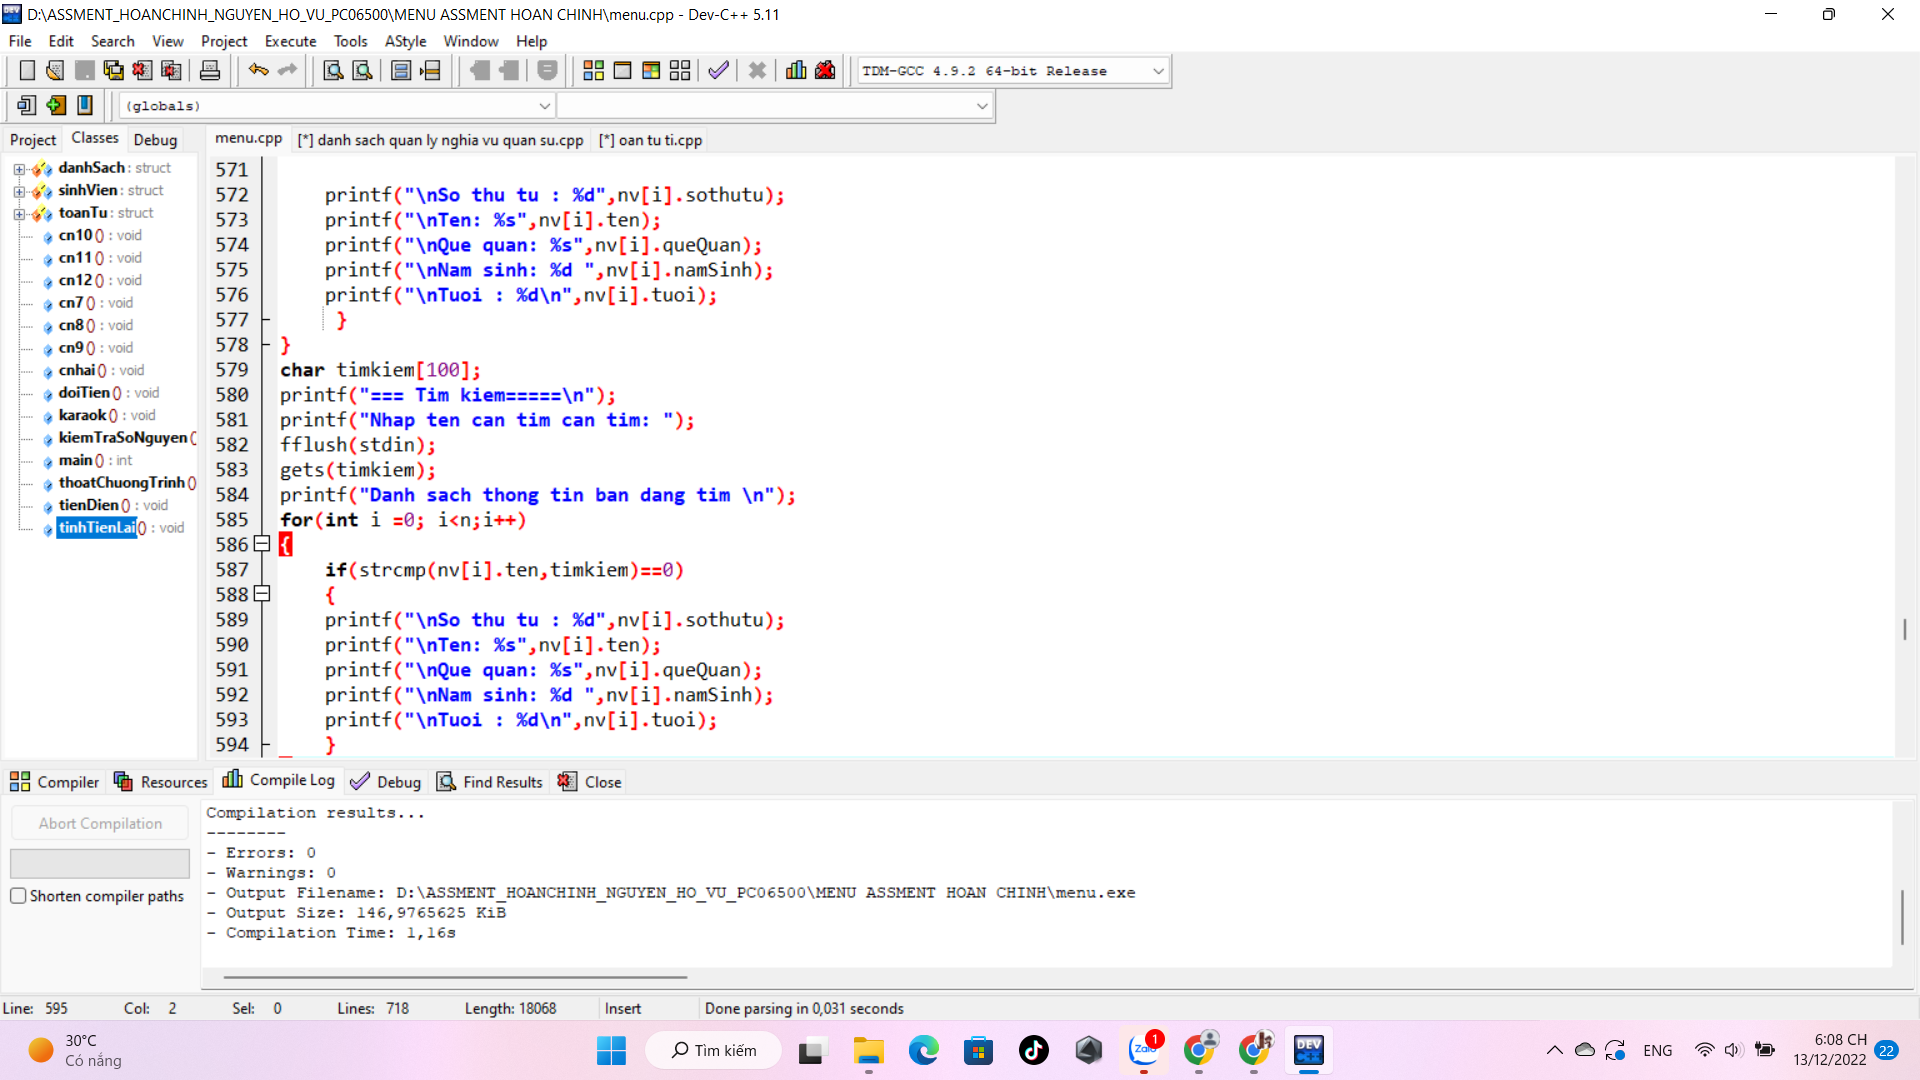 D:\ASSMENT_HOANCHINH_NGUYEN_HO_VU_PC06500\MENU ASSMENT HOAN CHINH\menu.cpp - Dev-C++ 5.11
File Edit Search View Project Execute Tools AStyle Window Help
TDM-GCC 4.9.2 64-bit Release
(globals)
Project Classes Debug
menu.cpp [*] danh sach quan ly nghia vu quan su.cpp [*] oan tu ti.cpp
danhSach : struct
sinhVien : struct
toanTu : struct
cn10 () : void
cn11 () : void
cn12 () : void
cn7 () : void
cn8 () : void
cn9 () : void
cnhai () : void
doiTien () : void
karaok () : void
kiemTraSoNguyen (
main () : int
thoatChuongTrinh ()
tienDien () : void
tinhTienLai () : void
571
572 printf("\nSo thu tu : %d",nv[i].sothutu);
573 printf("\nTen: %s",nv[i].ten);
574 printf("\nQue quan: %s",nv[i].queQuan);
575 printf("\nNam sinh: %d ",nv[i].namSinh);
576 printf("\nTuoi : %d\n",nv[i].tuoi);
577 }
578 }
579 char timkiem[100];
580 printf("=== Tim kiem=====\n");
581 printf("Nhap ten can tim can tim: ");
582 fflush(stdin);
583 gets(timkiem);
584 printf("Danh sach thong tin ban dang tim \n");
585 for(int i =0; i<n;i++)
586 {
587 if(strcmp(nv[i].ten,timkiem)==0)
588 {
589 printf("\nSo thu tu : %d",nv[i].sothutu);
590 printf("\nTen: %s",nv[i].ten);
591 printf("\nQue quan: %s",nv[i].queQuan);
592 printf("\nNam sinh: %d ",nv[i].namSinh);
593 printf("\nTuoi : %d\n",nv[i].tuoi);
594 }
Compiler Resources Compile Log Debug Find Results Close
Abort Compilation
Shorten compiler paths
Compilation results...
--------
- Errors: 0
- Warnings: 0
- Output Filename: D:\ASSMENT_HOANCHINH_NGUYEN_HO_VU_PC06500\MENU ASSMENT HOAN CHINH\menu.exe
- Output Size: 146,9765625 KiB
- Compilation Time: 1,16s
Line: 595 Col: 2 Sel: 0 Lines: 718 Length: 18068 Insert Done parsing in 0,031 seconds
30°C
Có nắng
Tìm kiếm
Zalo 1
DEV C++
ENG
6:08 CH
13/12/2022
22